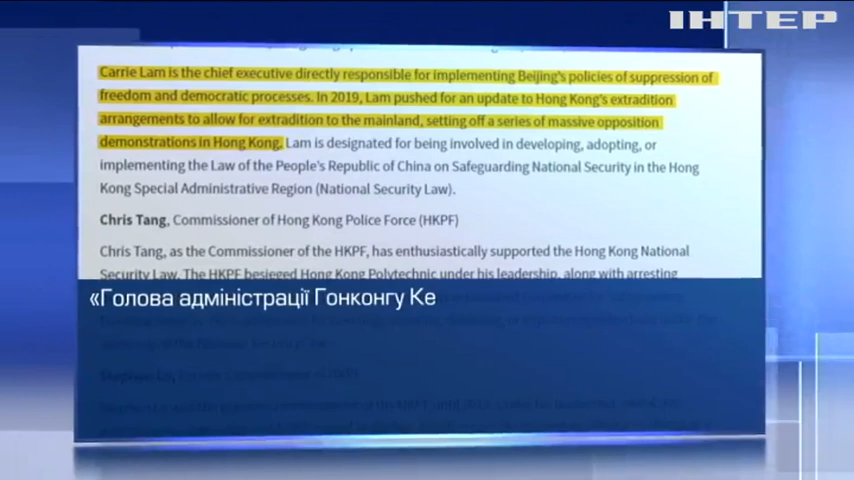 ІНТЕР
Carrie Lam is the chief executive directly responsible for implementing Beijing's policies of suppression of
freedom and democratic processes. In 2019, Lam pushed for an update to Hong Kong's extradition
arrangements to allow for extradition to the mainland, setting off a series of massive opposition
demonstrations in Hong Kong. Lam is designated for being involved in developing, adopting, or
implementing the Law of the People's Republic of China on Safeguarding National Security in the Hong
Kong Special Administrative Region (National Security Law).
Chris Tang, Commissioner of Hong Kong Police Force (HKPF)
Chris Tang, as the Commissioner of the HKPF, has enthusiastically supported the Hong Kong National
Security Law. The HKPF besieged Hong Kong Polytechnic under his leadership, along with arresting
«Голова адміністрації Гонконгу Ке